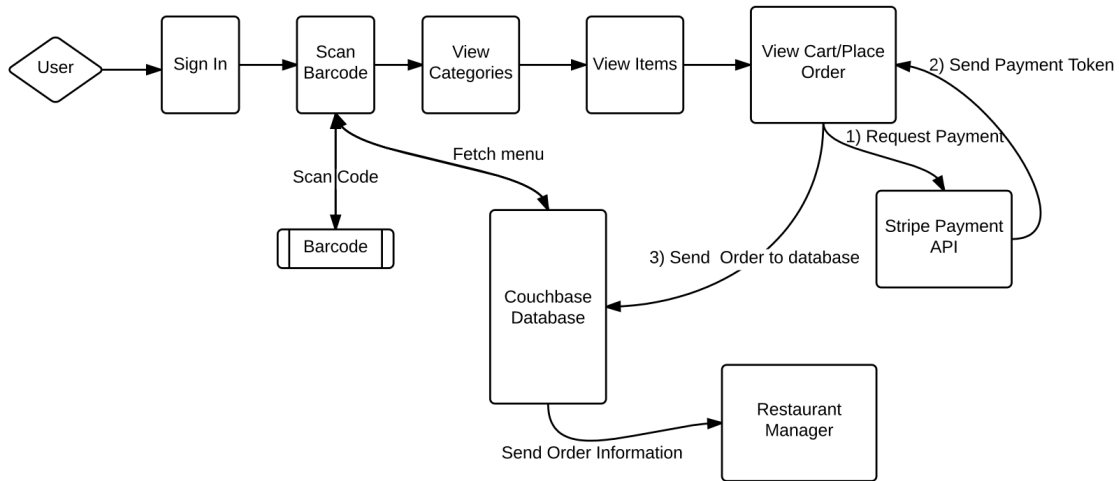 User
Sign In
Scan
Barcode
View
Categories
View Items
View Cart/Place
Order
2) Send Payment Token
1) Request Payment
Fetch menu
Scan Code
Barcode
Stripe Payment
API
3) Send  Order to database
Couchbase
Database
Restaurant
Manager
Send Order Information